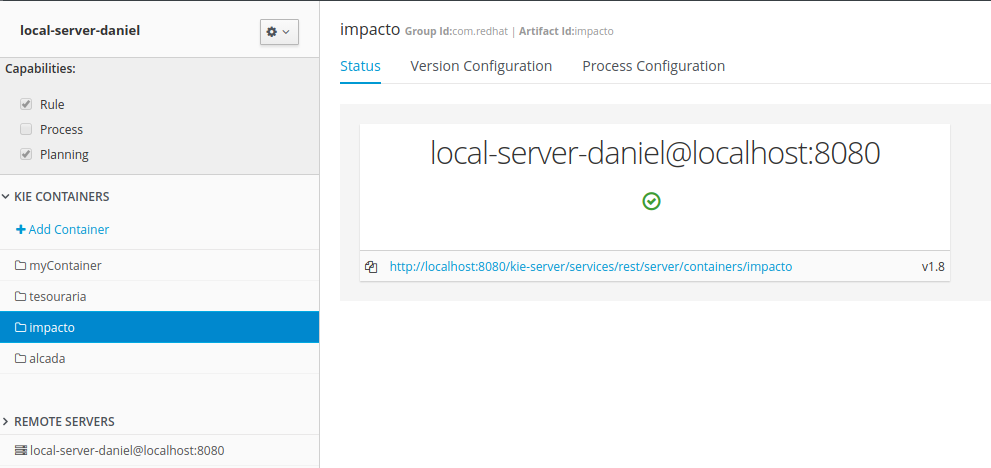 local-server-daniel
Capabilities:
Rule
Process
Planning
KIE CONTAINERS
Add Container
myContainer
tesouraria
impacto
alcada
REMOTE SERVERS
local-server-daniel@localhost:8080
impacto Group Id:com.redhat | Artifact Id:impacto
Status Version Configuration Process Configuration
local-server-daniel@localhost:8080
http://localhost:8080/kie-server/services/rest/server/containers/impacto v1.8